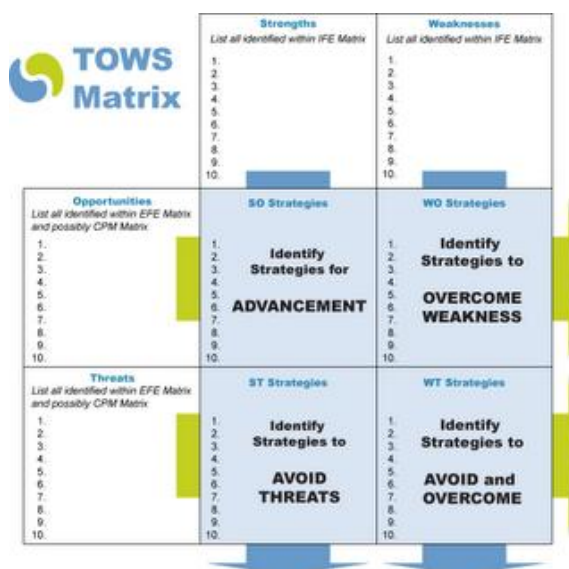 TOWS
Matrix
Strengths
List all identified within IFE Matrix
1.
2.
3.
4.
5.
6.
7.
8.
9.
10.
Weaknesses
List all identified within IFE Matrix
1.
2.
3.
4.
5.
6.
7.
8.
9.
10.
Opportunities
List all identified within EFE Matrix
and possibly CPM Matrix
1.
2.
3.
4.
5.
6.
7.
8.
9.
10.
SO Strategies
1.
2.
3.
4.
5.
6.
7.
8.
9.
10.
Identify
Strategies for
ADVANCEMENT
WO Strategies
1.
2.
3.
4.
5.
6.
7.
8.
9.
10.
Identify
Strategies to
OVERCOME
WEAKNESS
Threats
List all identified within EFE Matrix
and possibly CPM Matrix
1.
2.
3.
4.
5.
6.
7.
8.
9.
10.
ST Strategies
1.
2.
3.
4.
5.
6.
7.
8.
9.
10.
Identify
Strategies to
AVOID
THREATS
WT Strategies
1.
2.
3.
4.
5.
6.
7.
8.
9.
10.
Identify
Strategies to
AVOID and
OVERCOME